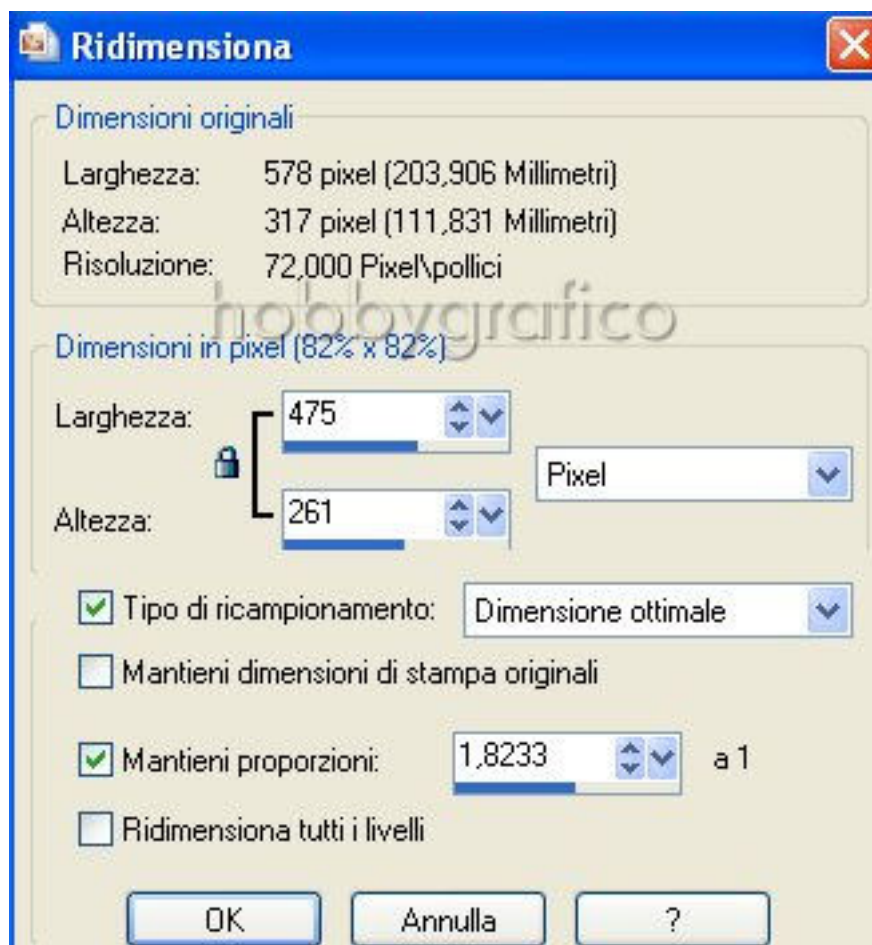 Ridimensiona
Dimensioni originali
Larghezza: 578 pixel (203,906 Millimetri)
Altezza: 317 pixel (111,831 Millimetri)
Risoluzione: 72,000 Pixel\pollici
hobbygrafico
Dimensioni in pixel (82% x 82%)
Larghezza: 475
Pixel
Altezza: 261
Tipo di ricampionamento: Dimensione ottimale
Mantieni dimensioni di stampa originali
Mantieni proporzioni: 1,8233 a 1
Ridimensiona tutti i livelli
OK Annulla ?